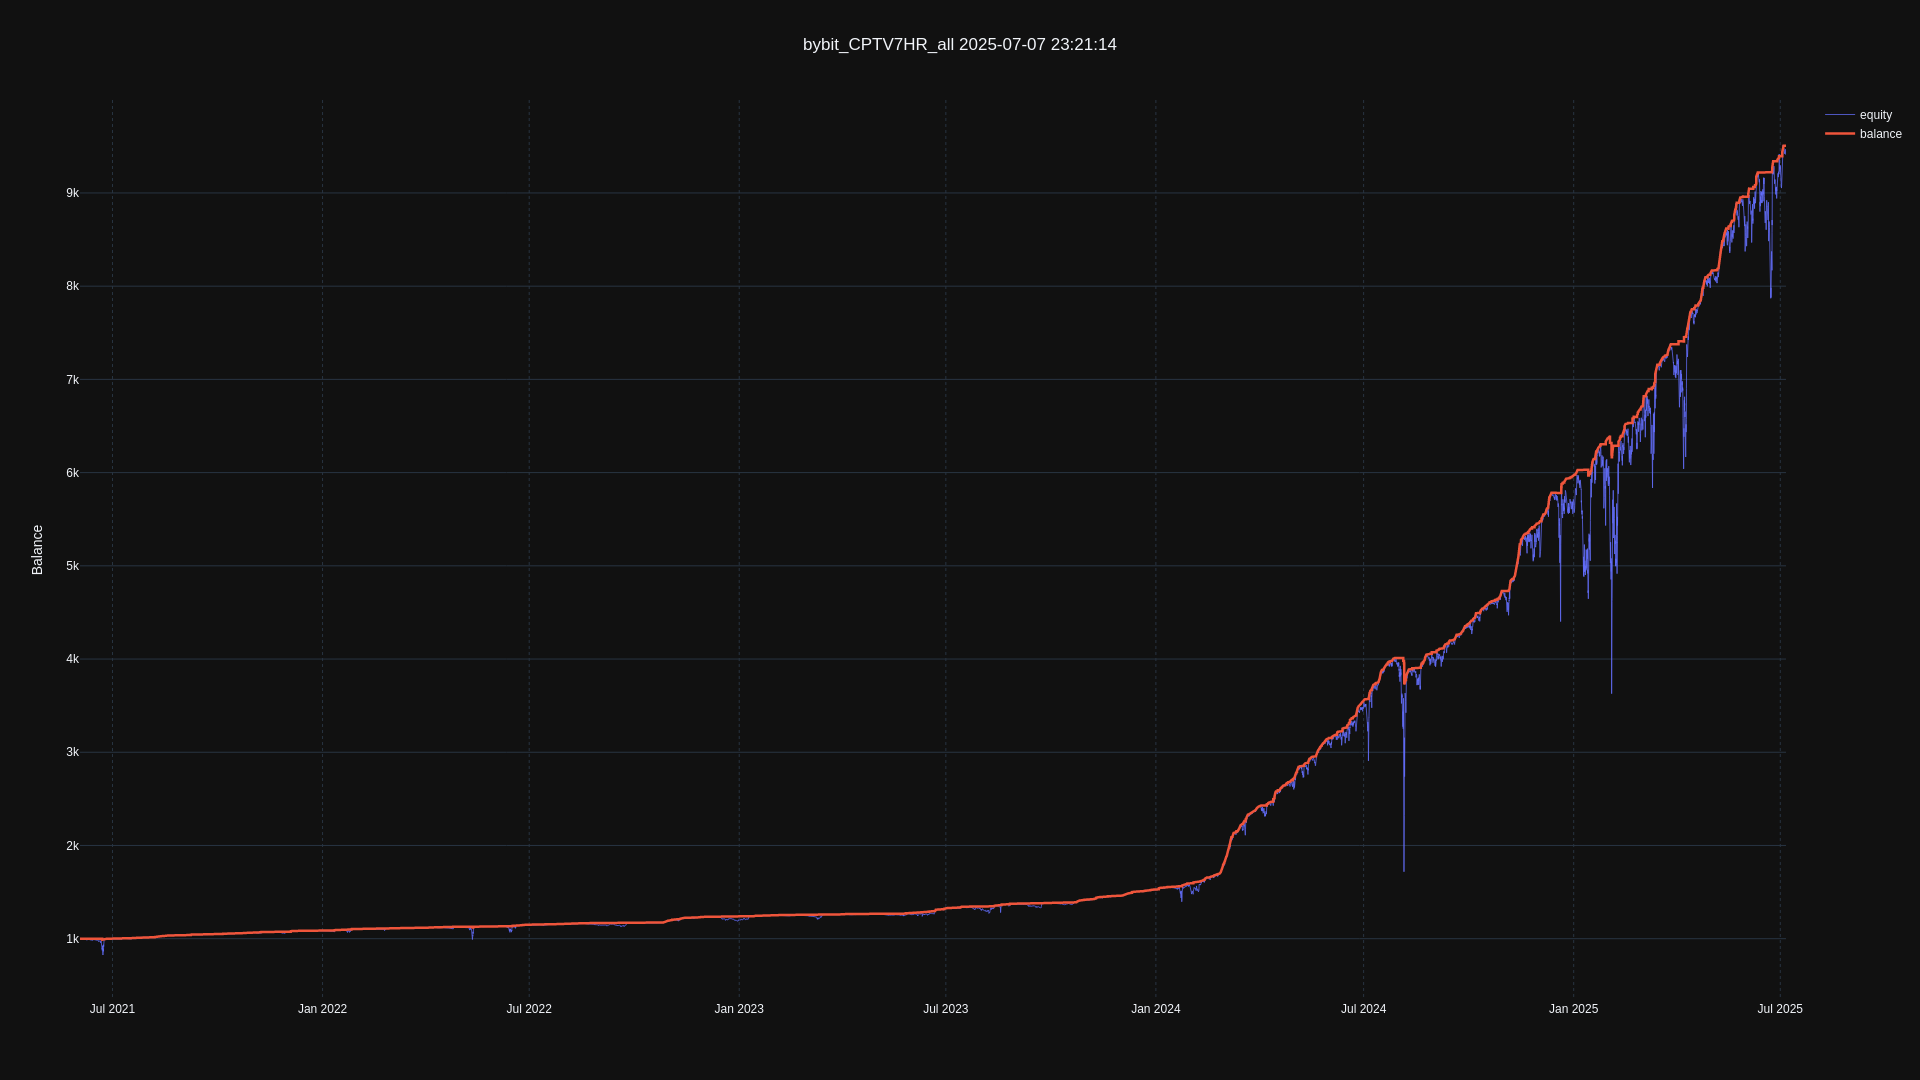 bybit_CPTV7HR_all 2025-07-07 23:21:14
equity
balance
Balance
9k
8k
7k
6k
5k
4k
3k
2k
1k
Jul 2021
Jan 2022
Jul 2022
Jan 2023
Jul 2023
Jan 2024
Jul 2024
Jan 2025
Jul 2025